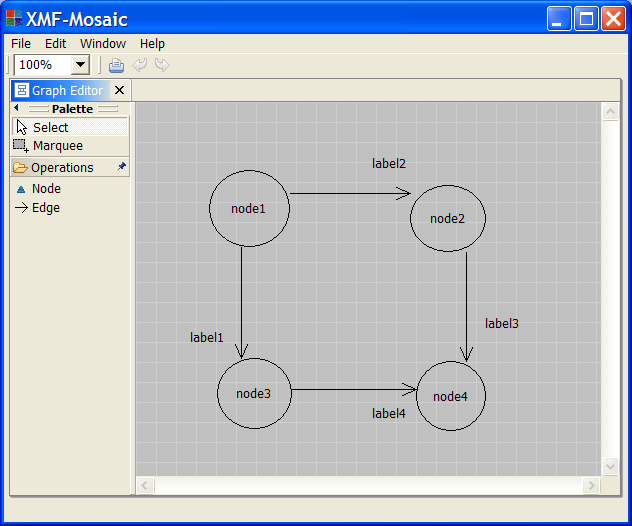 XMF-Mosaic
File Edit Window Help
100%
Graph Editor
Palette
Select
Marquee
Operations
Node
Edge
label2
node1
node2
label1
label3
node3
node4
label4